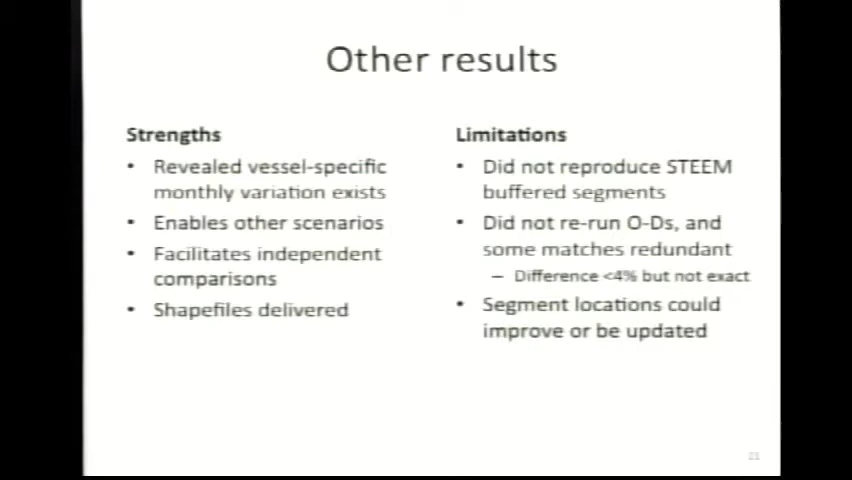 Other results
Strengths
• Revealed vessel-specific
monthly variation exists
• Enables other scenarios
• Facilitates independent
comparisons
• Shapefiles delivered
Limitations
• Did not reproduce STEEM
buffered segments
• Did not re-run O-Ds, and
some matches redundant
– Difference <4% but not exact
• Segment locations could
improve or be updated
21